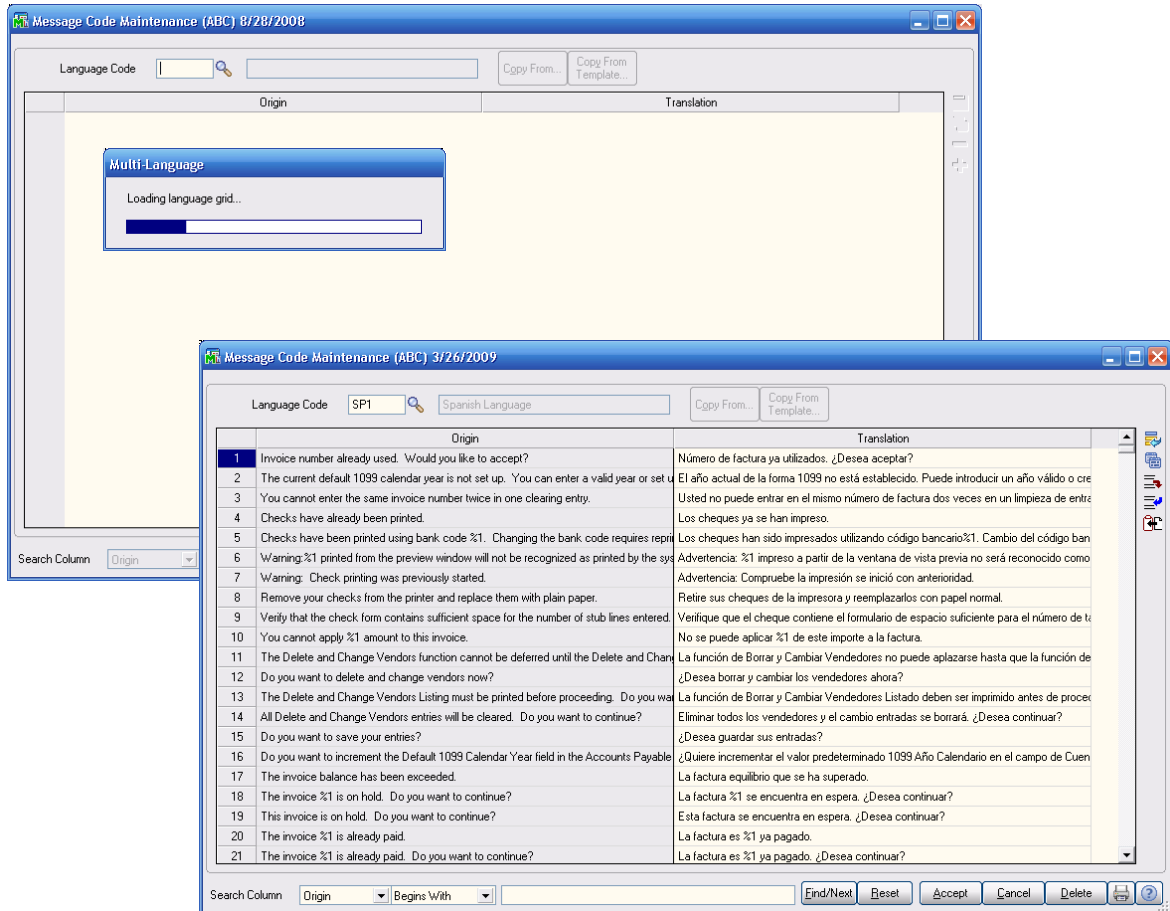 Message Code Maintenance (ABC) 8/28/2008
Language Code
Copy From...
Copy From Template...
Origin Translation
Multi-Language
Loading language grid...
Search Column Origin
Message Code Maintenance (ABC) 3/26/2009
Language Code SP1 Spanish Language
Copy From...
Copy From Template...
Origin Translation
1 Invoice number already used. Would you like to accept? Número de factura ya utilizados. ¿Desea aceptar?
2 The current default 1099 calendar year is not set up. You can enter a valid year or set u El año actual de la forma 1099 no está establecido. Puede introducir un año válido o cre
3 You cannot enter the same invoice number twice in one clearing entry. Usted no puede entrar en el mismo número de factura dos veces en un limpieza de entra
4 Checks have already been printed. Los cheques ya se han impreso.
5 Checks have been printed using bank code %1. Changing the bank code requires reprin Los cheques han sido impresados utilizando código bancario%1. Cambio del código ban
6 Warning:%1 printed from the preview window will not be recognized as printed by the sys Advertencia: %1 impreso a partir de la ventana de vista previa no será reconocido como
7 Warning: Check printing was previously started. Advertencia: Compruebe la impresión se inició con anterioridad.
8 Remove your checks from the printer and replace them with plain paper. Retire sus cheques de la impresora y reemplazarlos con papel normal.
9 Verify that the check form contains sufficient space for the number of stub lines entered. Verifique que el cheque contiene el formulario de espacio suficiente para el número de ta
10 You cannot apply %1 amount to this invoice. No se puede aplicar %1 de este importe a la factura.
11 The Delete and Change Vendors function cannot be deferred until the Delete and Chan La función de Borrar y Cambiar Vendedores no puede aplazarse hasta que la función de
12 Do you want to delete and change vendors now? ¿Desea borrar y cambiar los vendedores ahora?
13 The Delete and Change Vendors Listing must be printed before proceeding. Do you wa La función de Borrar y Cambiar Vendedores Listado deben ser imprimido antes de proced
14 All Delete and Change Vendors entries will be cleared. Do you want to continue? Eliminar todos los vendedores y el cambio entradas se borrará. ¿Desea continuar?
15 Do you want to save your entries? ¿Desea guardar sus entradas?
16 Do you want to increment the Default 1099 Calendar Year field in the Accounts Payable ¿Quiere incrementar el valor predeterminado 1099 Año Calendario en el campo de Cuen
17 The invoice balance has been exceeded. La factura equilibrio que se ha superado.
18 The invoice %1 is on hold. Do you want to continue? La factura %1 se encuentra en espera. ¿Desea continuar?
19 This invoice is on hold. Do you want to continue? Esta factura se encuentra en espera. ¿Desea continuar?
20 The invoice %1 is already paid. La factura es %1 ya pagado.
21 The invoice %1 is already paid. Do you want to continue? La factura es %1 ya pagado. ¿Desea continuar?
Search Column Origin Begins With Find/Next Reset Accept Cancel Delete